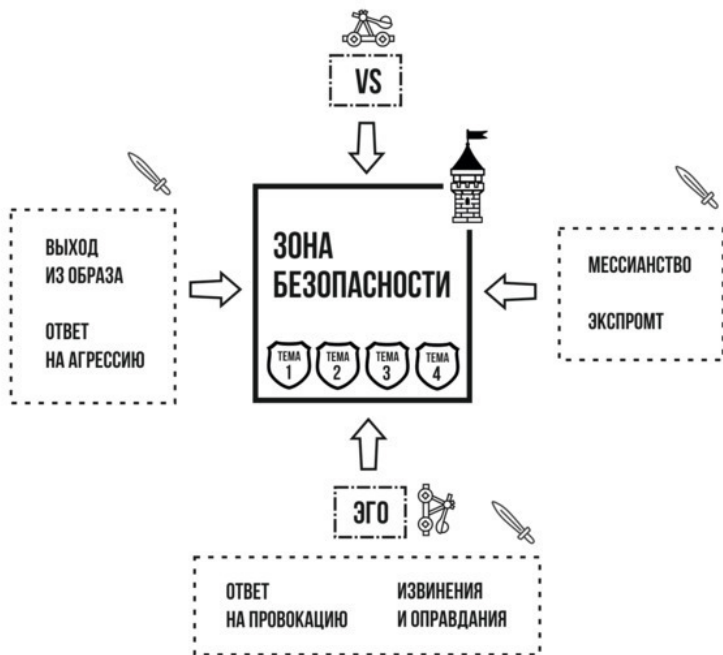 VS
ВЫХОД
ИЗ ОБРАЗА
ОТВЕТ
НА АГРЕССИЮ
ЗОНА
БЕЗОПАСНОСТИ
ТЕМА
1
ТЕМА
2
ТЕМА
3
ТЕМА
4
МЕССИАНСТВО
ЭКСПРОМТ
ЭГО
ОТВЕТ
НА ПРОВОКАЦИЮ
ИЗВИНЕНИЯ
И ОПРАВДАНИЯ